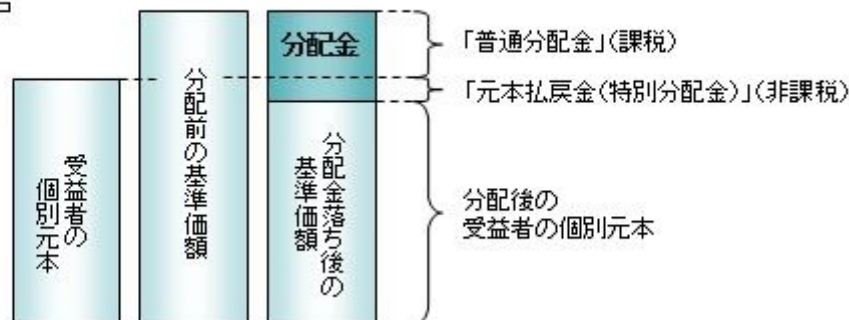 分配金
「普通分配金」(課税)
「元本払戻金(特別分配金)」(非課税)
受益者の
個別元本
分配前の基準価額
分配金落ち後の
基準価額
分配後の
受益者の個別元本